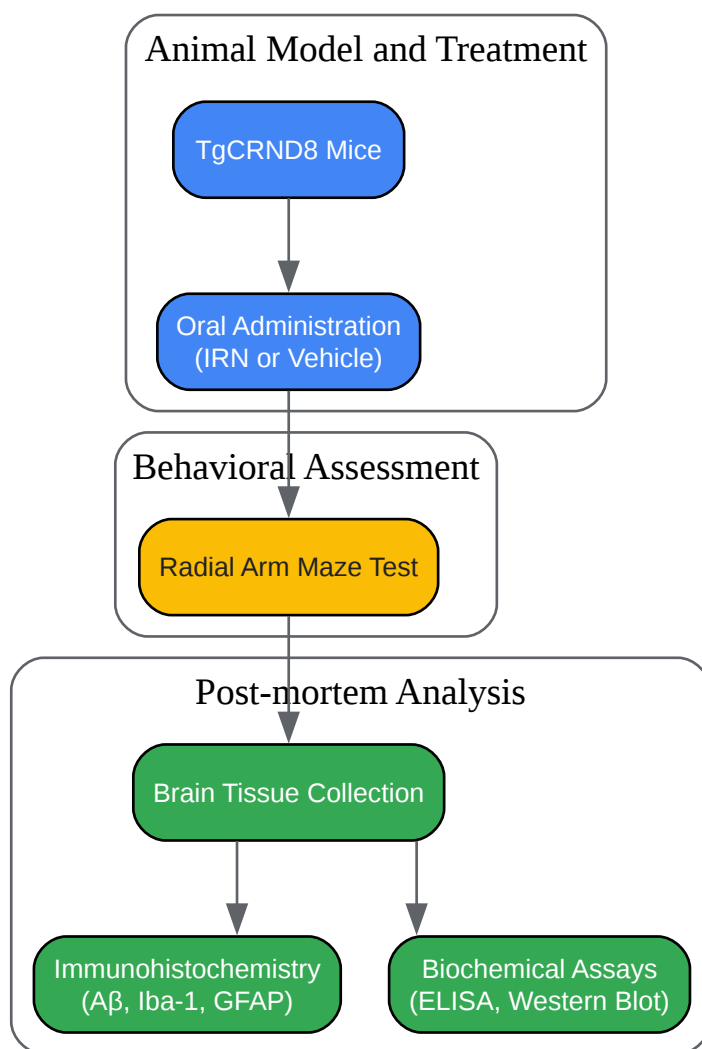 Animal Model and Treatment
TgCRND8 Mice
Oral Administration
(IRN or Vehicle)
Behavioral Assessment
Radial Arm Maze Test
Post-mortem Analysis
Brain Tissue Collection
Immunohistochemistry
(Aβ, Iba-1, GFAP)
Biochemical Assays
(ELISA, Western Blot)